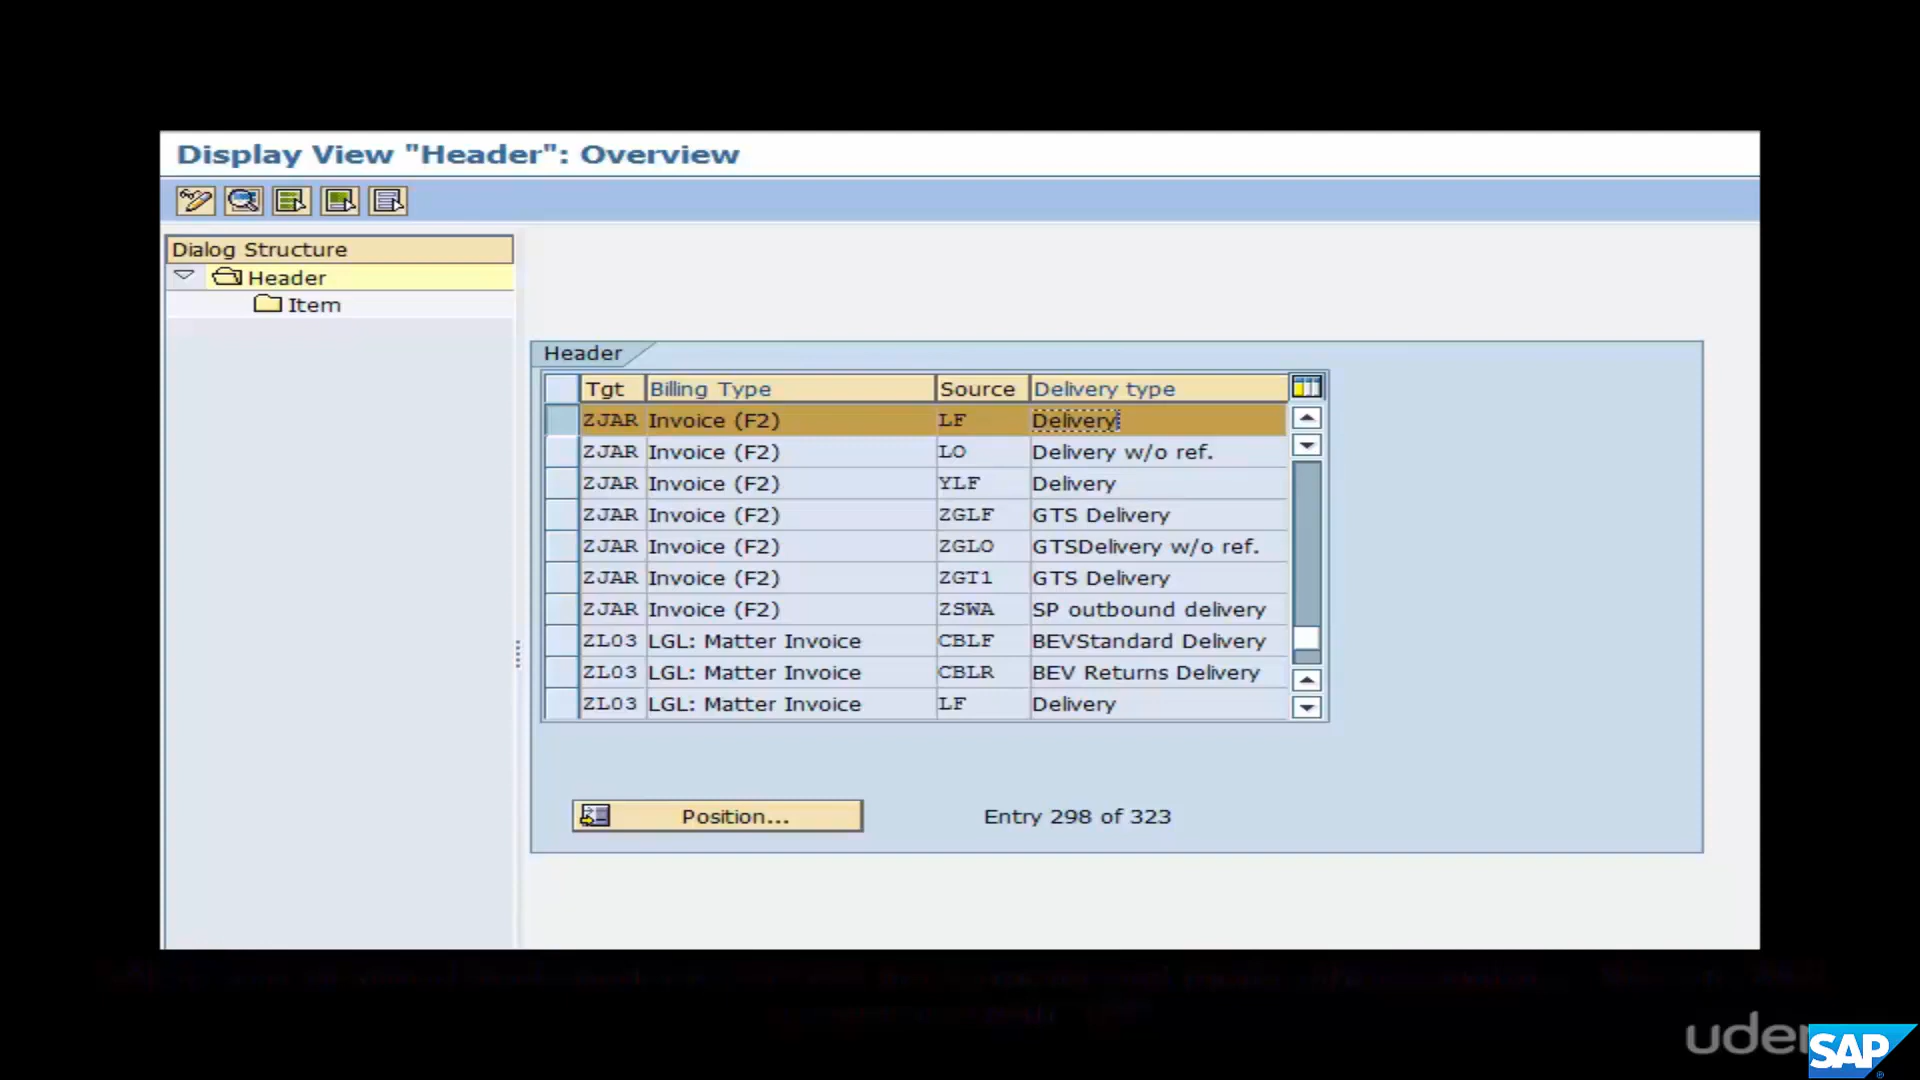 Display View "Header": Overview
Dialog Structure
Header
Item
Header
Tgt Billing Type Source Delivery type
ZJAR Invoice (F2) LF Delivery
ZJAR Invoice (F2) LO Delivery w/o ref.
ZJAR Invoice (F2) YLF Delivery
ZJAR Invoice (F2) ZGLF GTS Delivery
ZJAR Invoice (F2) ZGLO GTSDelivery w/o ref.
ZJAR Invoice (F2) ZGT1 GTS Delivery
ZJAR Invoice (F2) ZSWA SP outbound delivery
ZL03 LGL: Matter Invoice CBLF BEVStandard Delivery
ZL03 LGL: Matter Invoice CBLR BEV Returns Delivery
ZL03 LGL: Matter Invoice LF Delivery
Position... Entry 298 of 323
SAP